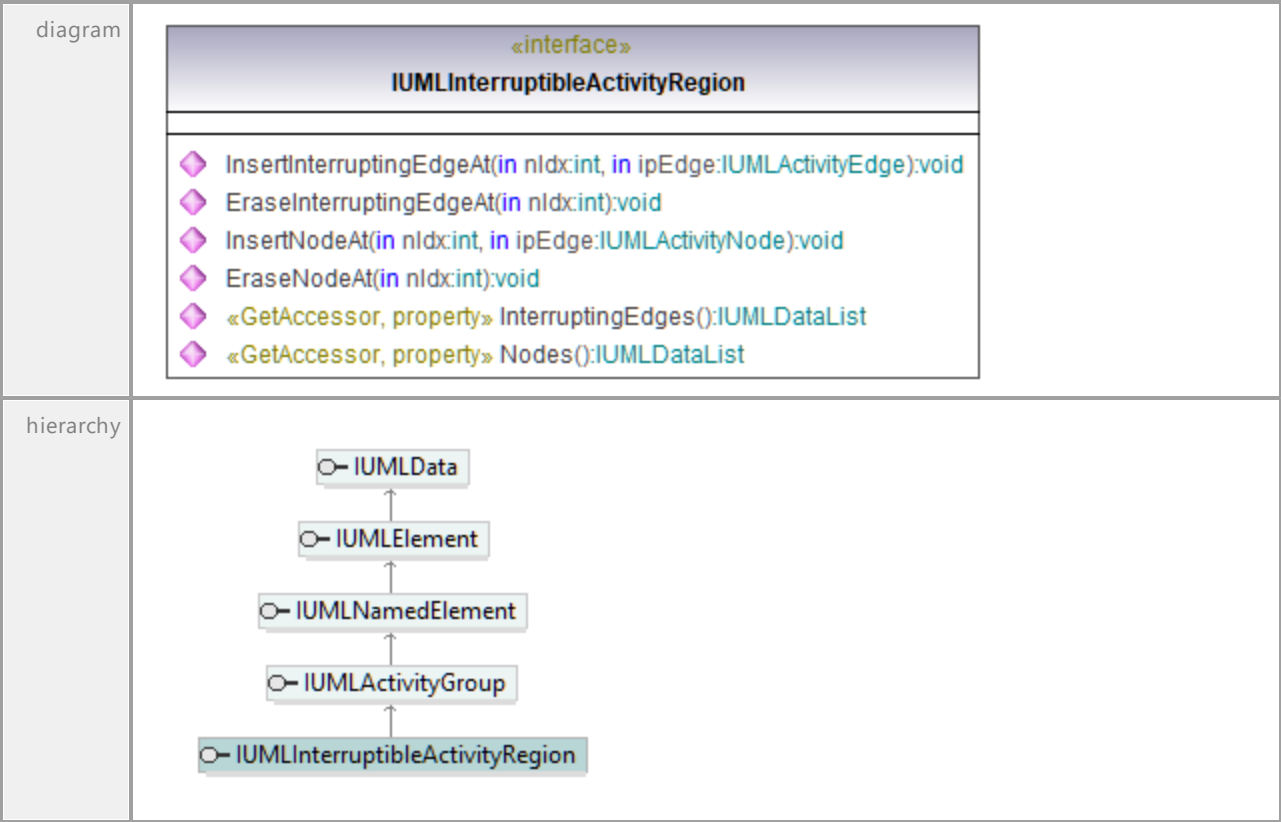 diagram
«interface»
IUMLInterruptibleActivityRegion
InsertInterruptingEdgeAt(in nIdx:int, in ipEdge:IUMLActivityEdge):void
EraseInterruptingEdgeAt(in nIdx:int):void
InsertNodeAt(in nIdx:int, in ipEdge:IUMLActivityNode):void
EraseNodeAt(in nIdx:int):void
«GetAccessor, property» InterruptingEdges():IUMLDataList
«GetAccessor, property» Nodes():IUMLDataList
hierarchy
IUMLData
IUMLElement
IUMLNamedElement
IUMLActivityGroup
IUMLInterruptibleActivityRegion